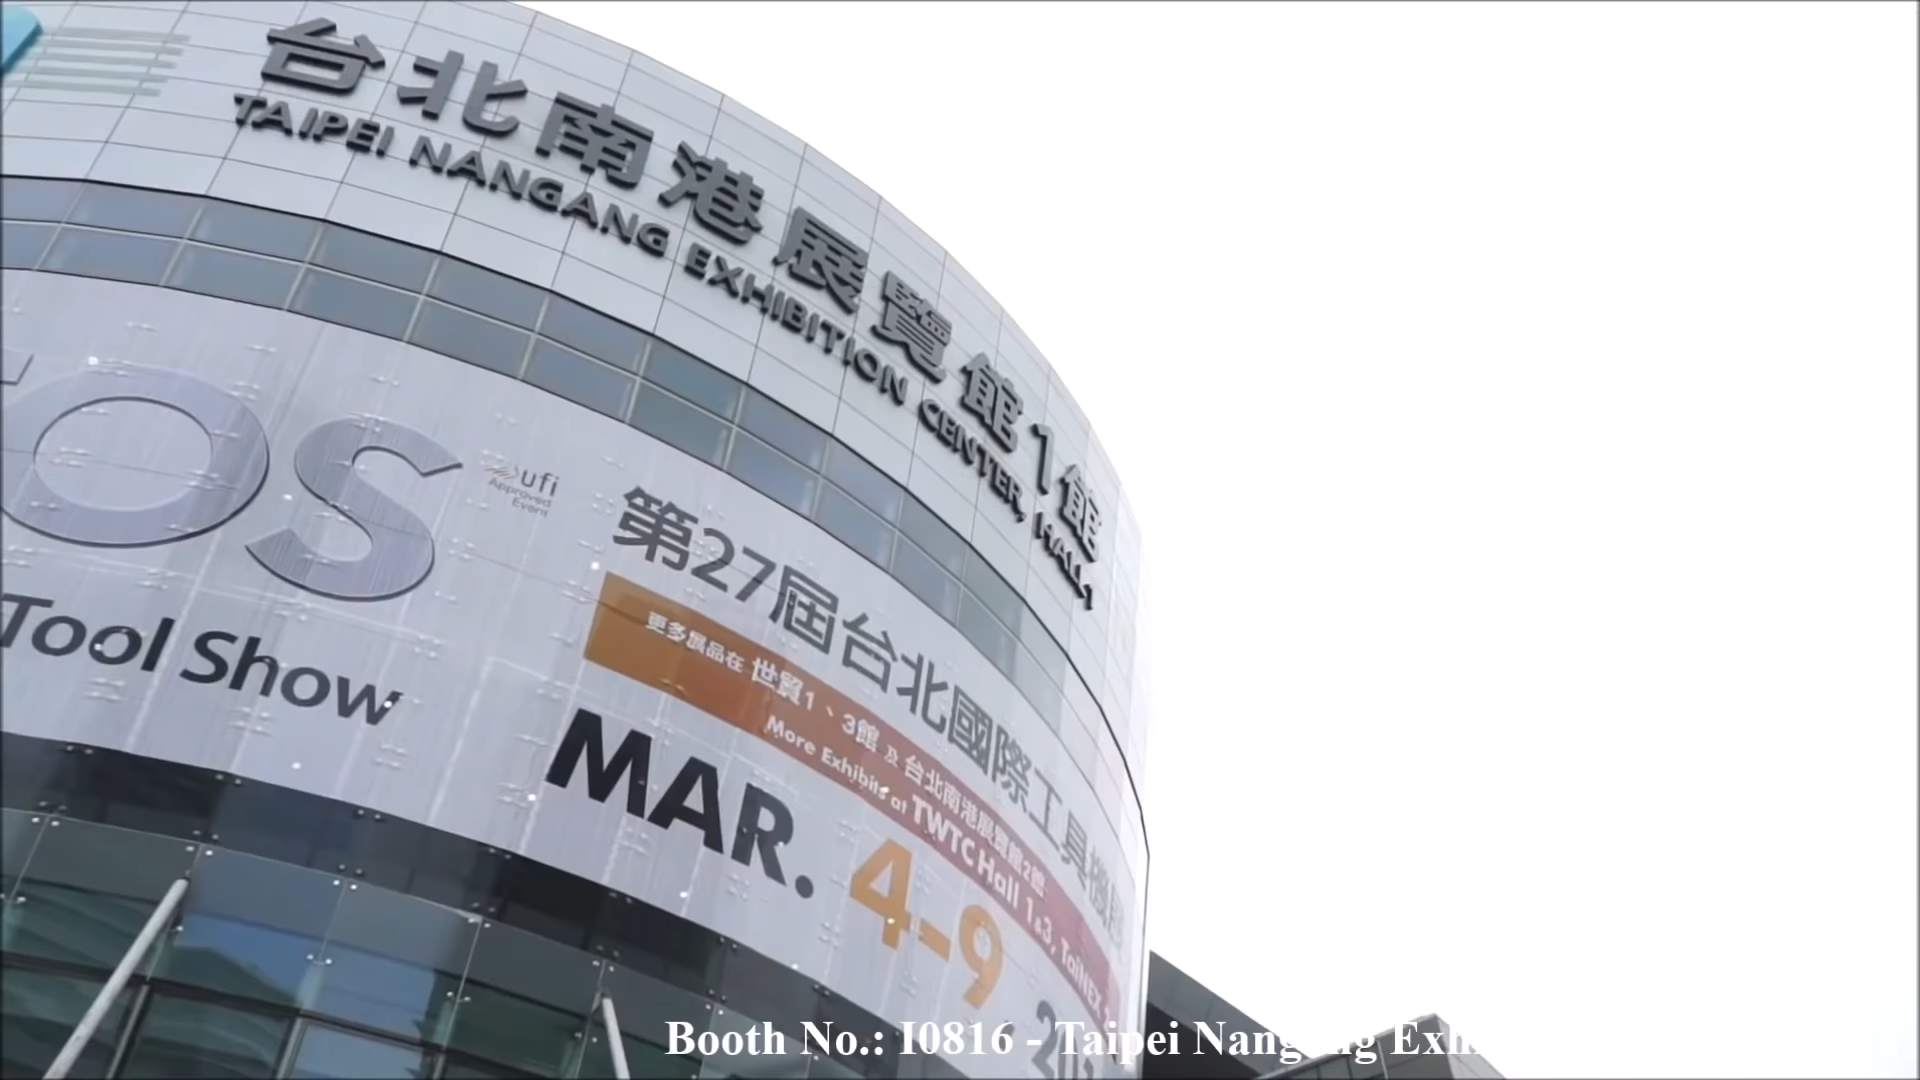 台北南港展覽館1館
TAIPEI NANGANG EXHIBITION CENTER, HALL 1
OS
ufi
Approved
Event
Tool Show
第27屆台北國際工具機展
更多展品在 世貿1、3館 及 台北南港展覽館2館
More Exhibits at TWTC Hall 1&3, TaiNEX
MAR. 4-9
Booth No.: I0816 - Taipei Nangang